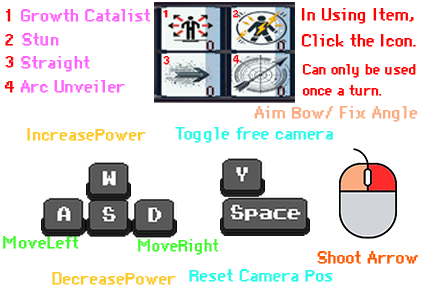 1 Growth Catalist
2 Stun
3 Straight
4 Arc Unveiler
1 0
2. 0
3 0
4. 0
In Using Item,
Click the Icon.
Can only be used
once a turn.
Aim Bow/ Fix Angle
IncreasePower
Toggle free camera
W
Y
A S D
Space
MoveLeft
MoveRight
Shoot Arrow
DecreasePower
Reset Camera Pos